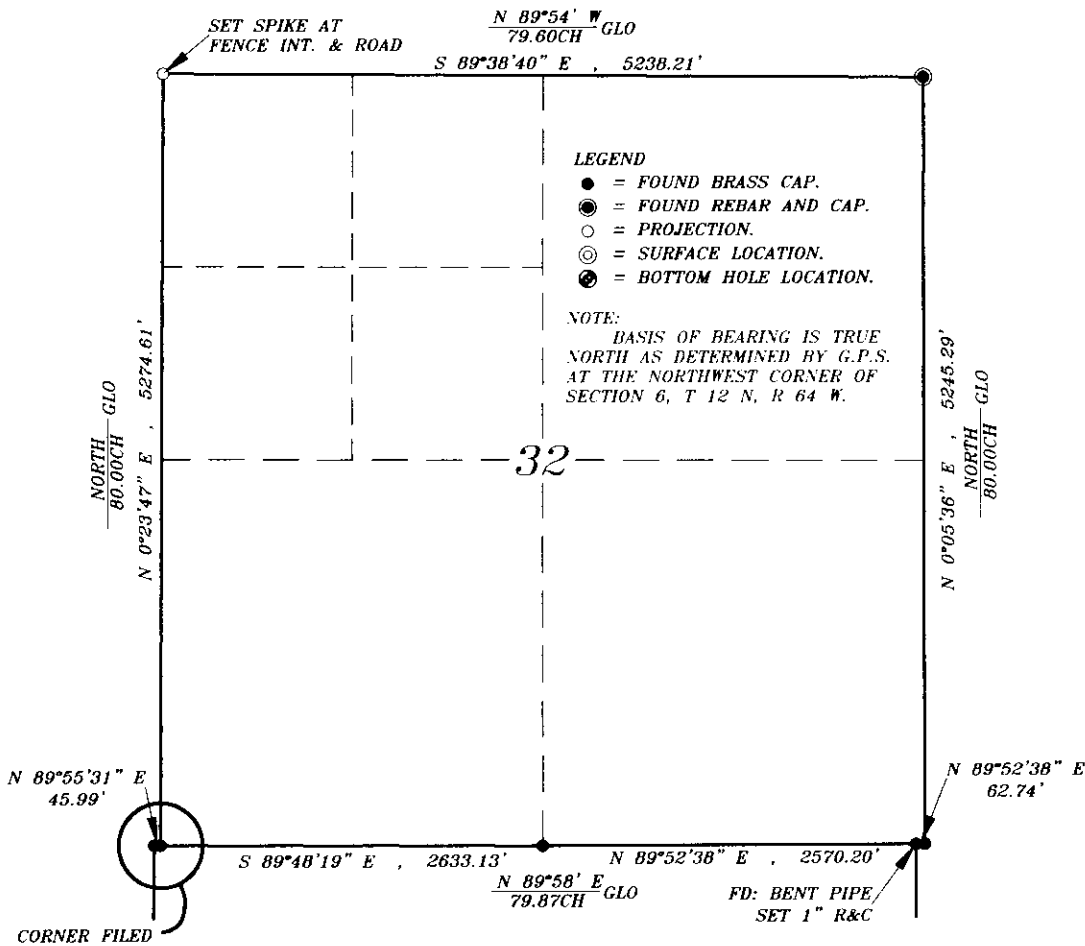 SET SPIKE AT
FENCE INT. & ROAD
N 89°54' W
79.60CH
GLO
S 89°38'40" E , 5238.21'
LEGEND
= FOUND BRASS CAP.
= FOUND REBAR AND CAP.
= PROJECTION.
= SURFACE LOCATION.
= BOTTOM HOLE LOCATION.
NOTE:
BASIS OF BEARING IS TRUE
NORTH AS DETERMINED BY G.P.S.
AT THE NORTHWEST CORNER OF
SECTION 6, T 12 N, R 64 W.
NORTH
80.00CH
GLO
N 0°23'47" E , 5274.61'
32
N 0°05'36" E , 5245.29'
NORTH
80.00CH
GLO
N 89°55'31" E
45.99'
N 89°52'38" E
62.74'
S 89°48'19" E , 2633.13'
N 89°52'38" E , 2570.20'
N 89°58' E
79.87CH
GLO
FD: BENT PIPE
SET 1" R&C
CORNER FILED